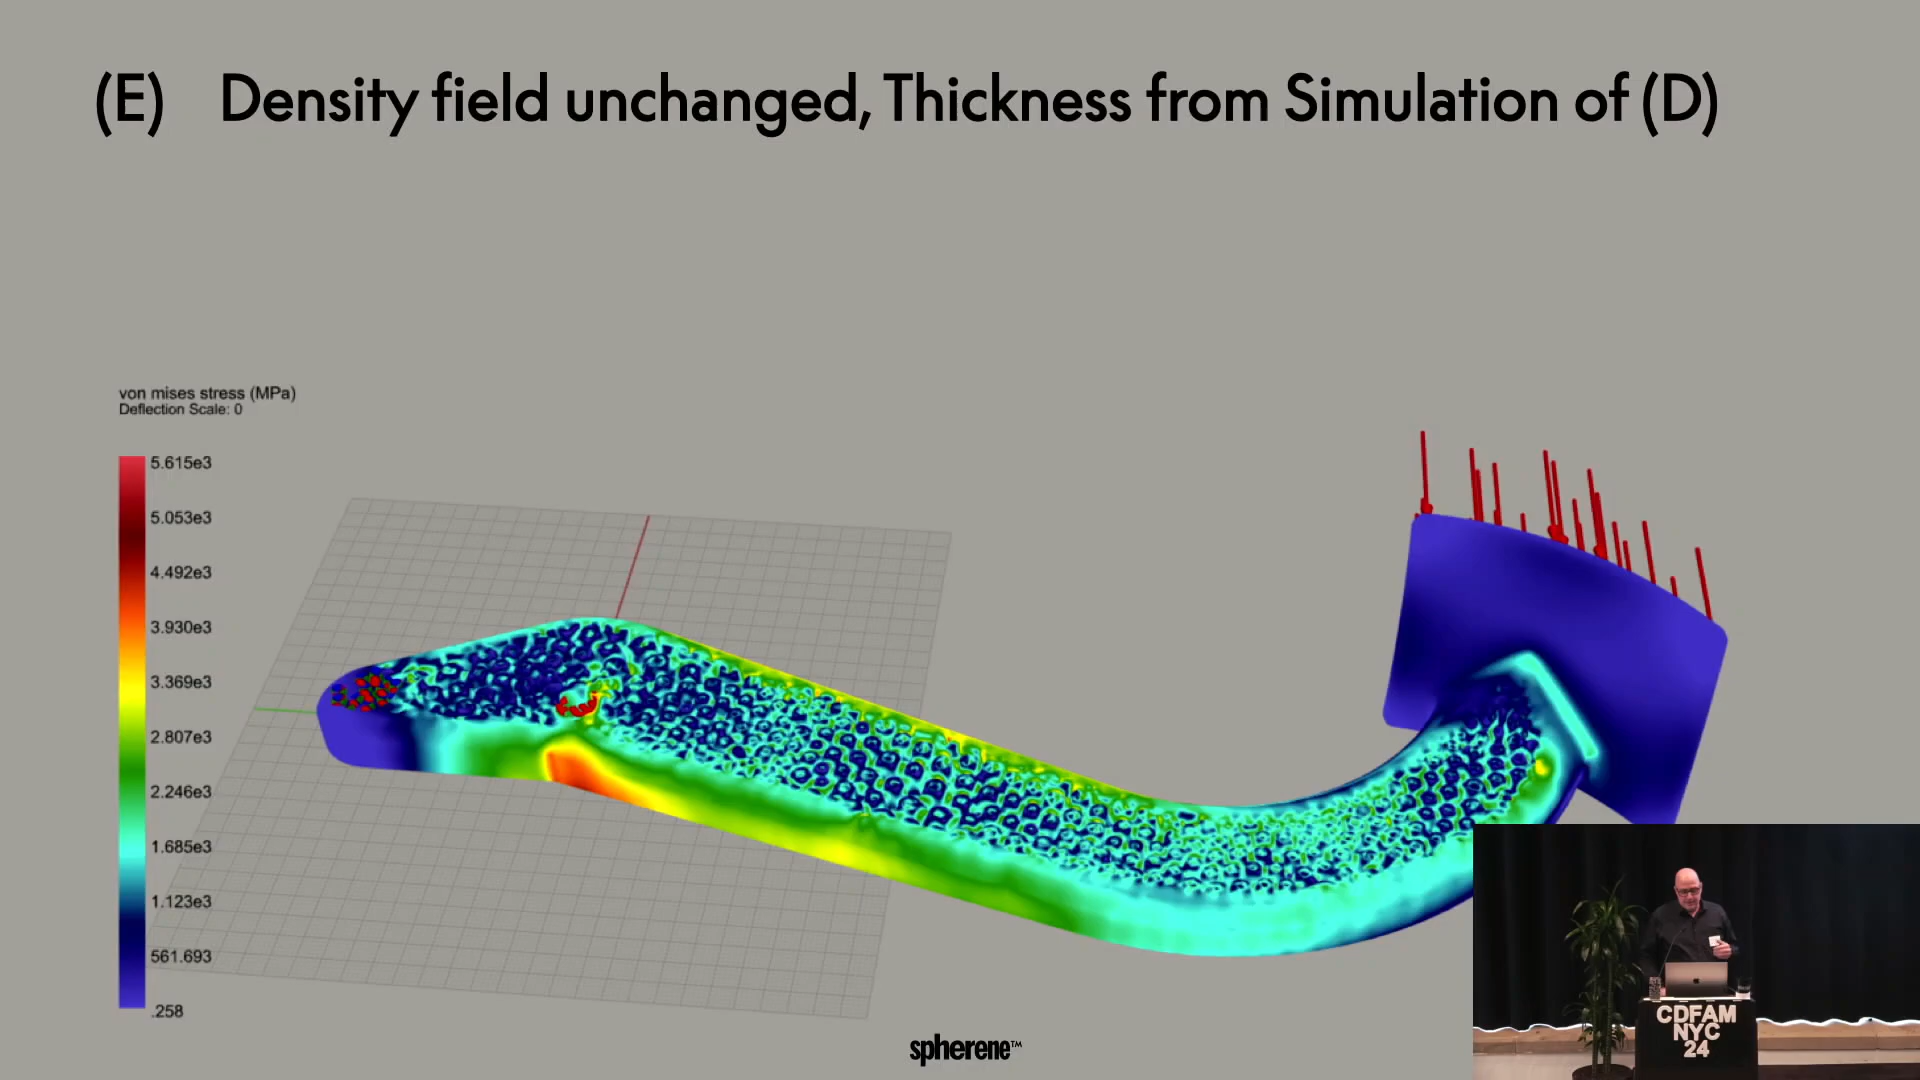 (E) Density field unchanged, Thickness from Simulation of (D)
von mises stress (MPa)
Deflection Scale: 0
5.615e3
5.053e3
4.492e3
3.930e3
3.369e3
2.807e3
2.246e3
1.685e3
1.123e3
561.693
.258
spherene™
CDFAM
NYC
24